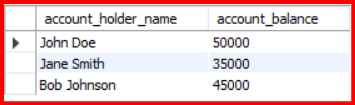 account_holder_name account_balance
John Doe 50000
Jane Smith 35000
Bob Johnson 45000